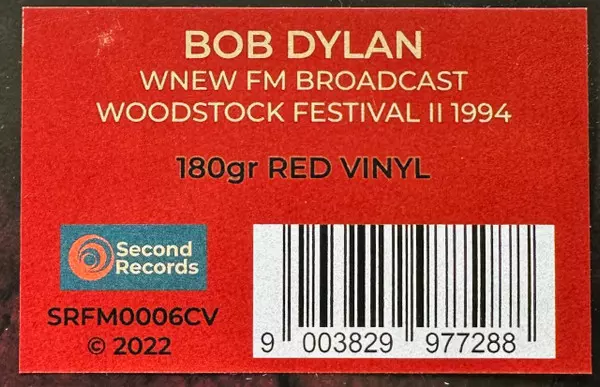 BOB DYLAN
WNEW FM BROADCAST
WOODSTOCK FESTIVAL II 1994
180gr RED VINYL
Second
Records
SRFM0006CV
© 2022
9 003829 977288